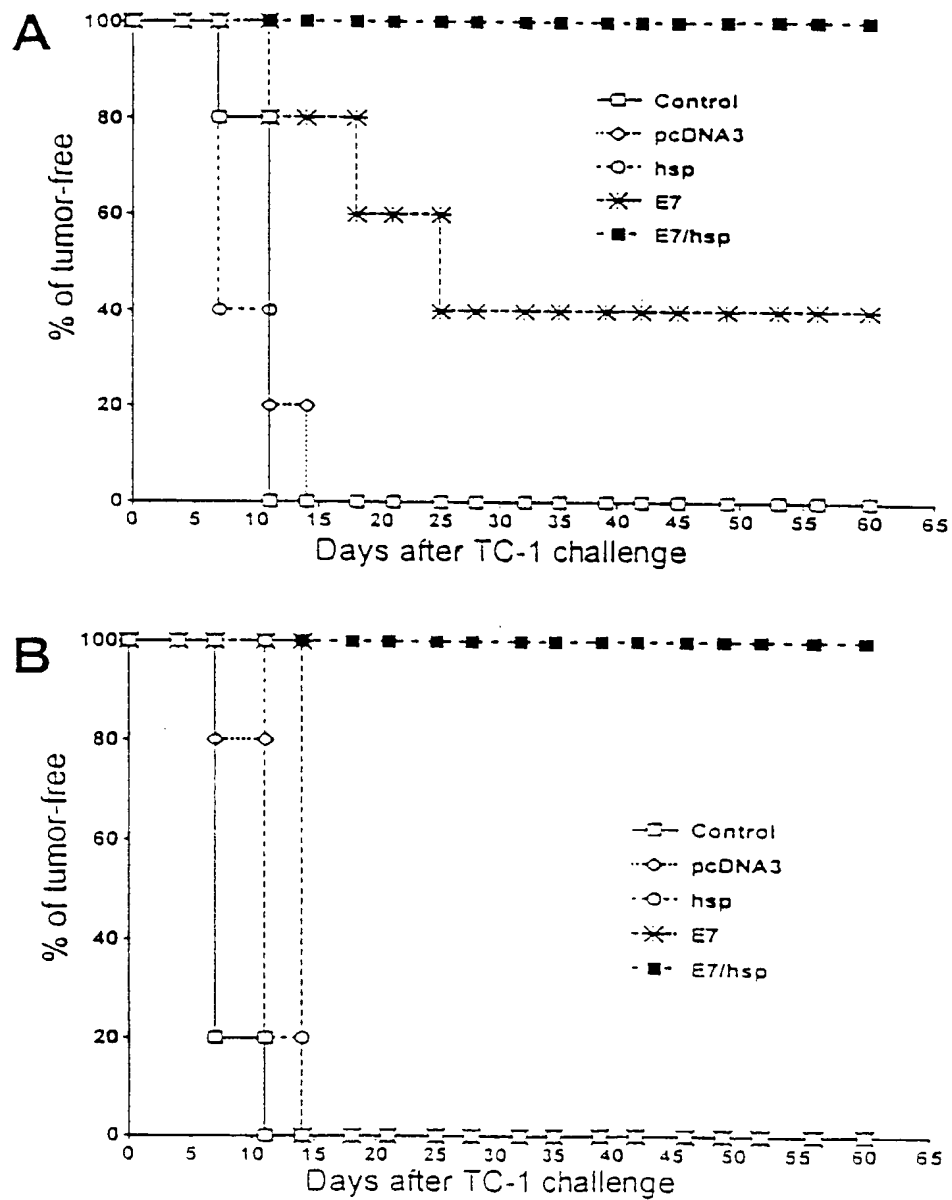 A
% of tumor-free
100
80
60
40
20
0
Control
pcDNA3
hsp
E7
E7/hsp
0 5 10 15 20 25 30 35 40 45 50 55 60 65
Days after TC-1 challenge
B
% of tumor-free
100
80
60
40
20
0
Control
pcDNA3
hsp
E7
E7/hsp
0 5 10 15 20 25 30 35 40 45 50 55 60 65
Days after TC-1 challenge